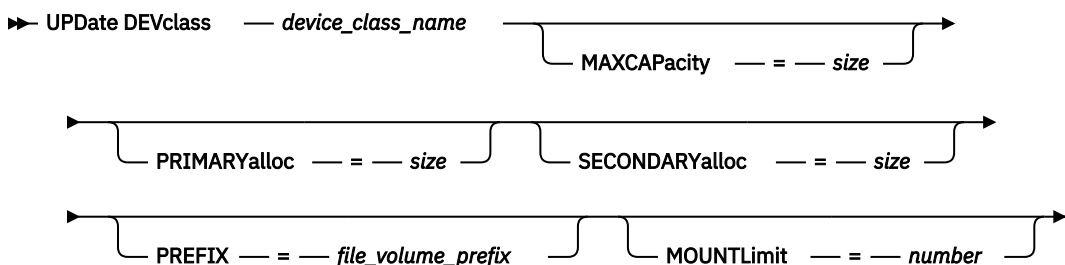 UPDate DEVclass device_class_name
MAXCAPacity = size
PRIMARYalloc = size SECONDARYalloc = size
PREFIX = file_volume_prefix MOUNTLimit = number